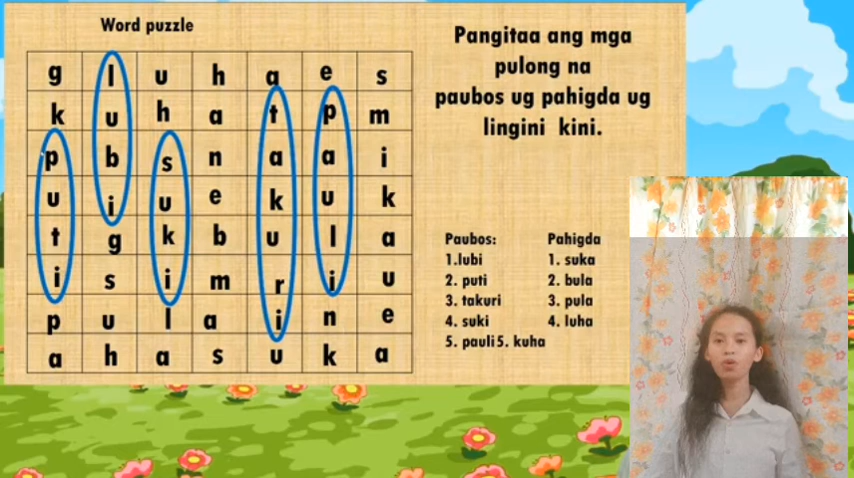 Word puzzle
g l u h a e s
k u h a t p m
p b s n a a i
u i u e k u k
t g k b u l a
i s i m r i u
p u l a i n e
a h a s u k a
Pangitaa ang mga
pulong na
paubos ug pahigda ug
lingini kini.
Paubos: Pahigda
1.lubi 1. suka
2. puti 2. bula
3. takuri 3. pula
4. suki 4. luha
5. pauli 5. kuha